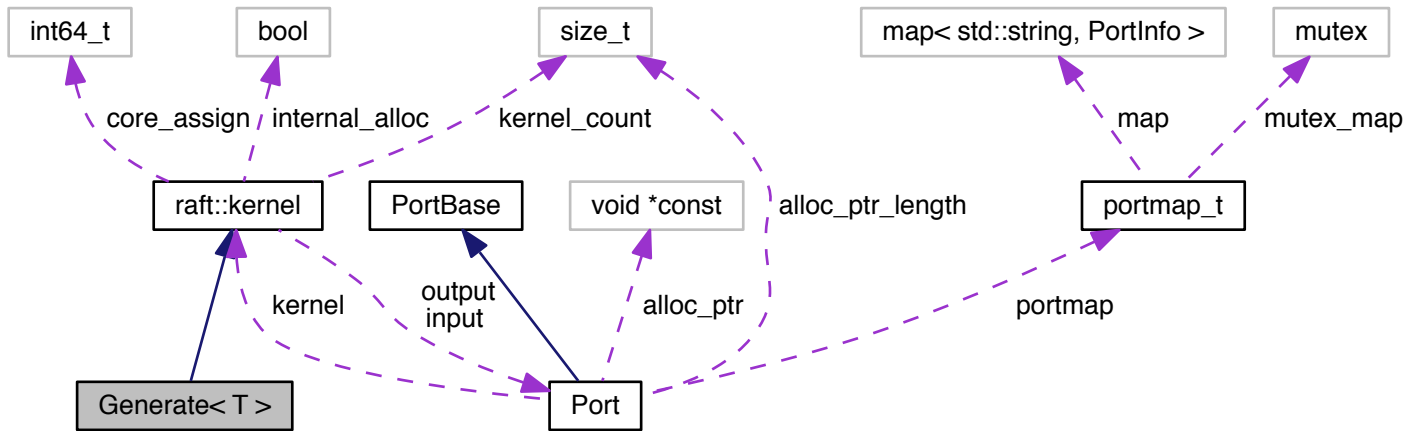 int64_t
bool
size_t
map< std::string, PortInfo >
mutex
core_assign
internal_alloc
kernel_count
map
mutex_map
raft::kernel
PortBase
void *const
alloc_ptr_length
portmap_t
kernel
output
input
alloc_ptr
portmap
Generate< T >
Port